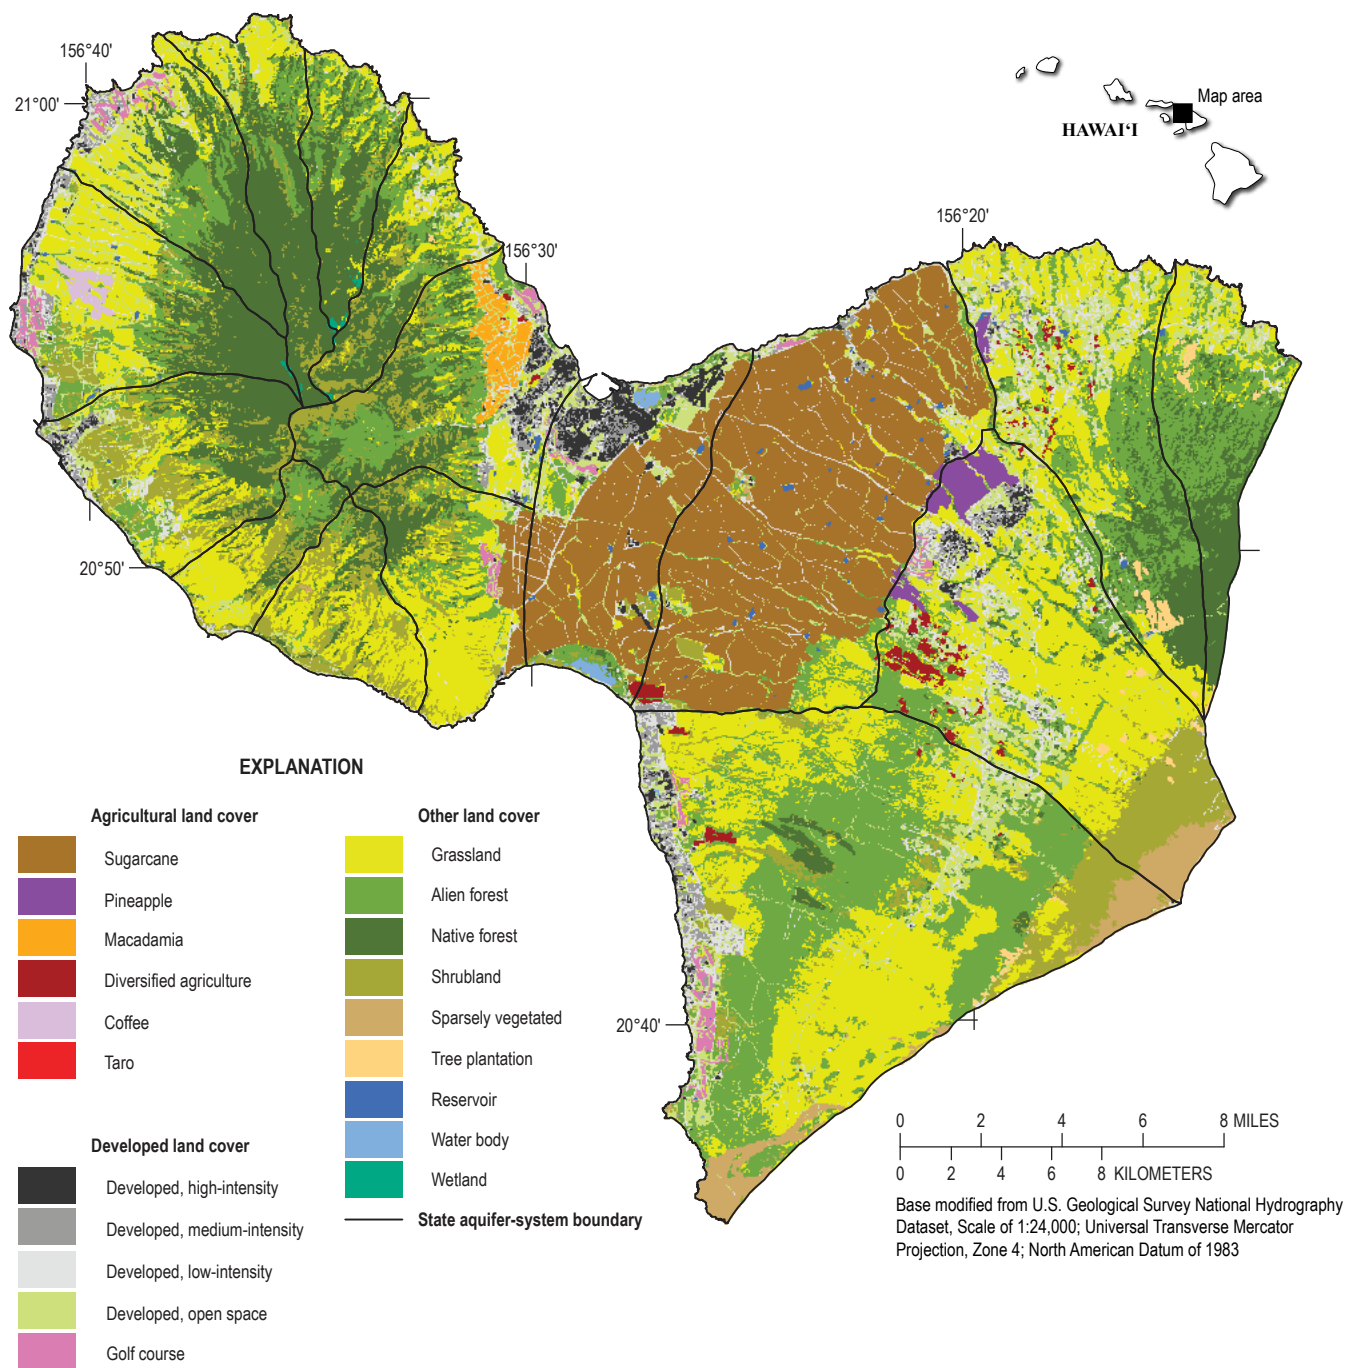 156°40'
21°00'
Map area
HAWAI‘I
156°20'
156°30'
20°50'
EXPLANATION
Agricultural land cover
Sugarcane
Pineapple
Macadamia
Diversified agriculture
Coffee
Taro
Developed land cover
Developed, high-intensity
Developed, medium-intensity
Developed, low-intensity
Developed, open space
Golf course
Other land cover
Grassland
Alien forest
Native forest
Shrubland
Sparsely vegetated
Tree plantation
Reservoir
Water body
Wetland
State aquifer-system boundary
20°40'
0 2 4 6 8 MILES
0 2 4 6 8 KILOMETERS
Base modified from U.S. Geological Survey National Hydrography
Dataset, Scale of 1:24,000; Universal Transverse Mercator
Projection, Zone 4; North American Datum of 1983